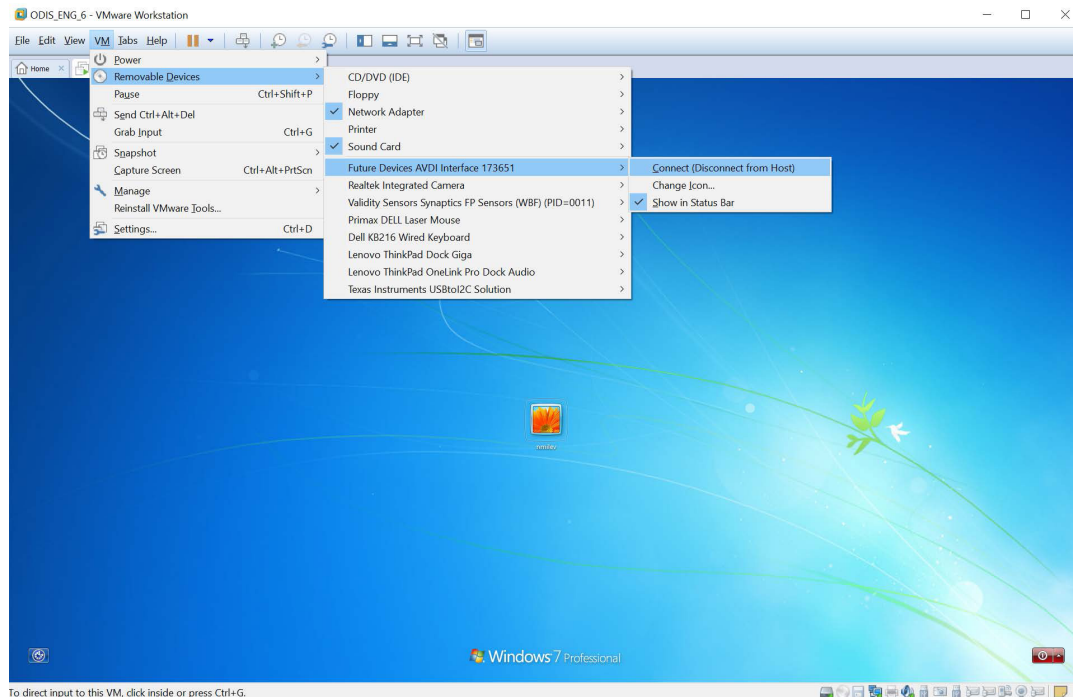 ODIS_ENG_6 - VMware Workstation
File Edit View VM Tabs Help
Home
Power
Removable Devices
Pause Ctrl+Shift+P
Send Ctrl+Alt+Del
Grab Input Ctrl+G
Snapshot
Capture Screen Ctrl+Alt+PrtScn
Manage
Reinstall VMware Tools...
Settings... Ctrl+D
CD/DVD (IDE)
Floppy
Network Adapter
Printer
Sound Card
Future Devices AVDI Interface 173651
Realtek Integrated Camera
Validity Sensors Synaptics FP Sensors (WBF) (PID=0011)
Primax DELL Laser Mouse
Dell KB216 Wired Keyboard
Lenovo ThinkPad Dock Giga
Lenovo ThinkPad OneLink Pro Dock Audio
Texas Instruments USBtoI2C Solution
Connect (Disconnect from Host)
Change Icon...
Show in Status Bar
Windows 7 Professional
To direct input to this VM, click inside or press Ctrl+G.